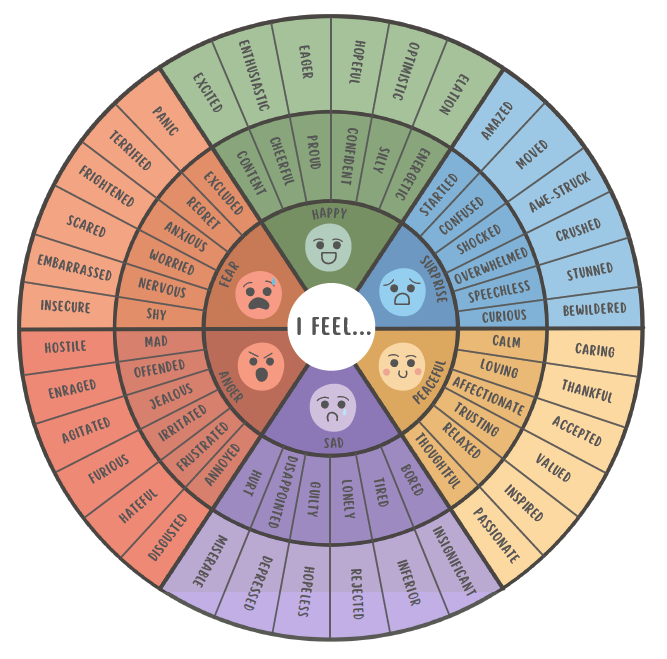 I FEEL...
HAPPY
SURPRISE
PEACEFUL
SAD
ANGER
FEAR
CONTENT
CHEERFUL
PROUD
CONFIDENT
SILLY
ENERGETIC
STARTLED
CONFUSED
SHOCKED
OVERWHELMED
SPEECHLESS
CURIOUS
CALM
LOVING
AFFECTIONATE
TRUSTING
RELAXED
THOUGHTFUL
BORED
TIRED
LONELY
GUILTY
DISAPPOINTED
HURT
ANNOYED
FRUSTRATED
IRRITATED
JEALOUS
OFFENDED
MAD
SHY
NERVOUS
WORRIED
ANXIOUS
REGRET
EXCLUDED
EXCITED
ENTHUSIASTIC
EAGER
HOPEFUL
OPTIMISTIC
ELATION
AMAZED
MOVED
AWE-STRUCK
CRUSHED
STUNNED
BEWILDERED
CARING
THANKFUL
ACCEPTED
VALUED
INSPIRED
PASSIONATE
INSIGNIFICANT
INFERIOR
REJECTED
HOPELESS
DEPRESSED
MISERABLE
DISGUSTED
HATEFUL
FURIOUS
AGITATED
ENRAGED
HOSTILE
INSECURE
EMBARRASSED
SCARED
FRIGHTENED
TERRIFIED
PANIC